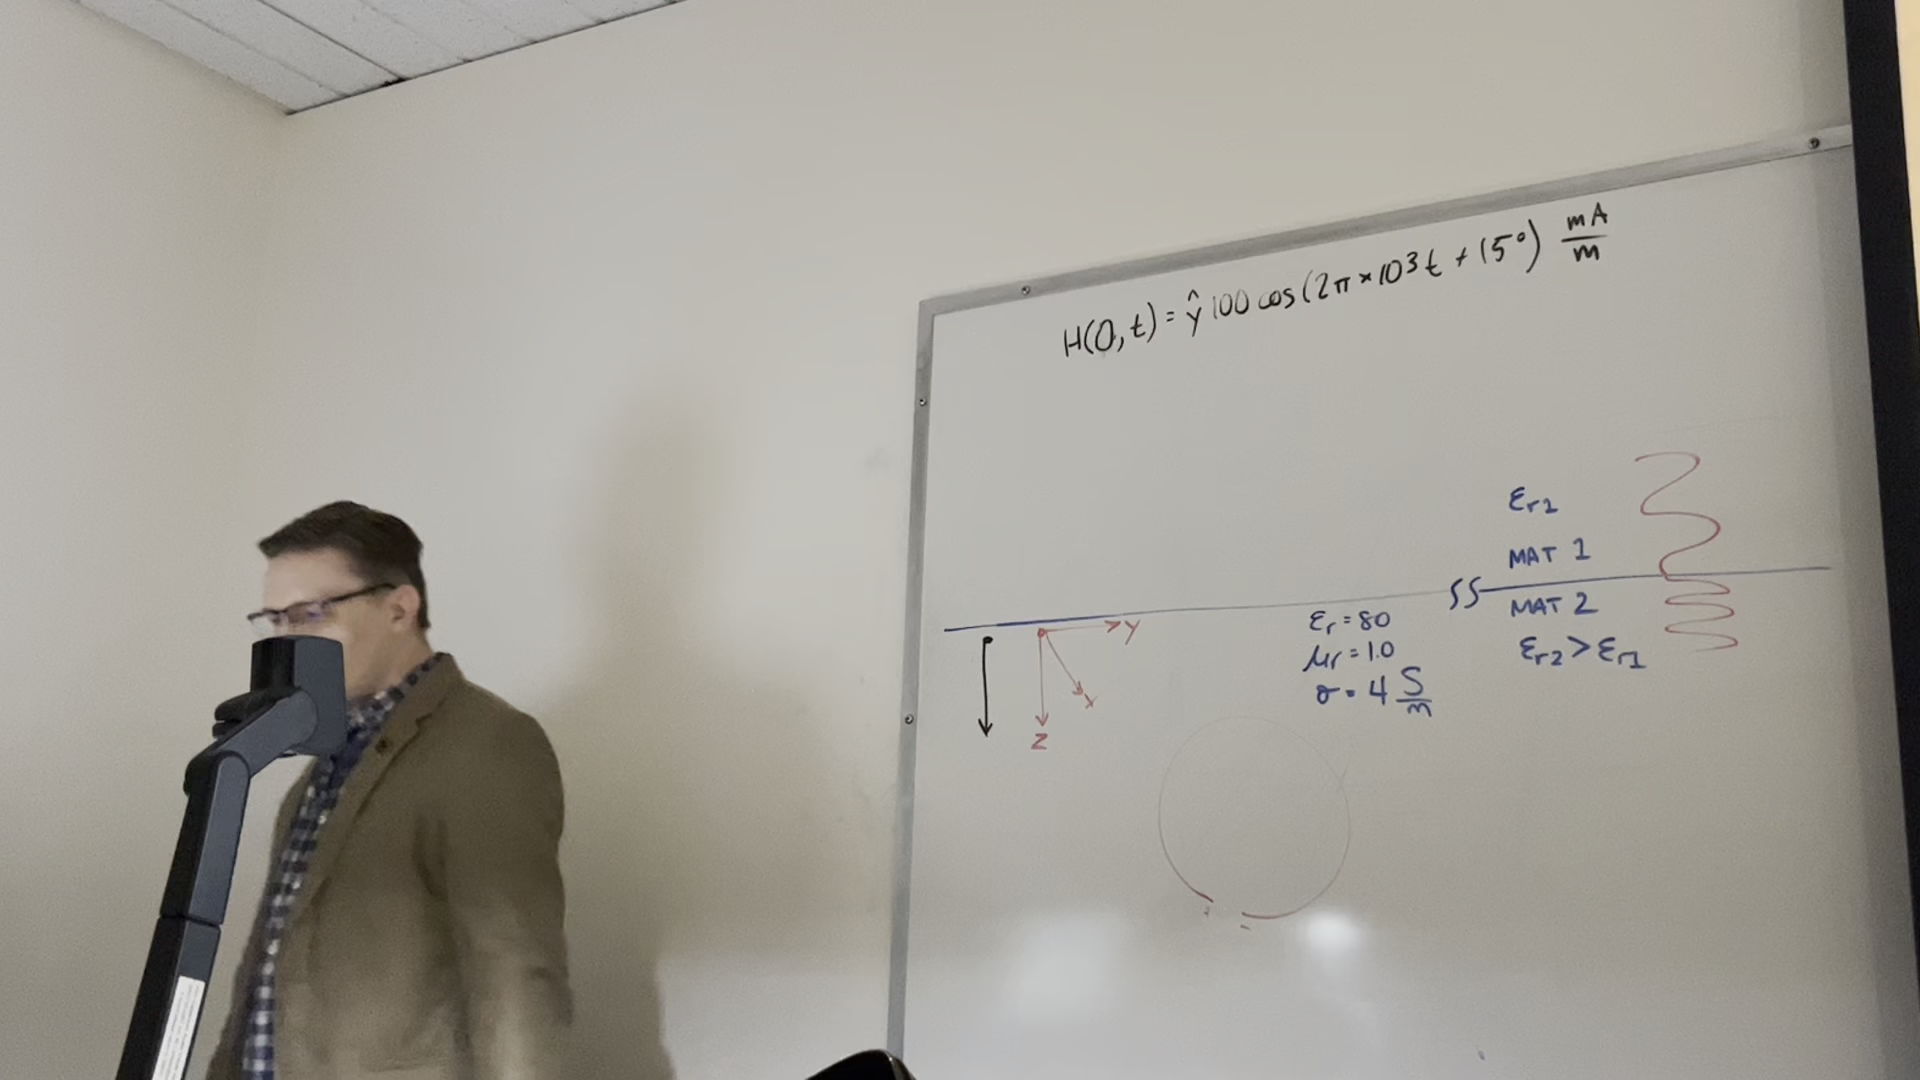 H(0,t) = ŷ 100 cos(2π×10³t + 15°) mA/m
εr2
MAT 1
MAT 2
εr2 > εr1
εr = 80
μr = 1.0
σ = 4 S/m
y
x
z